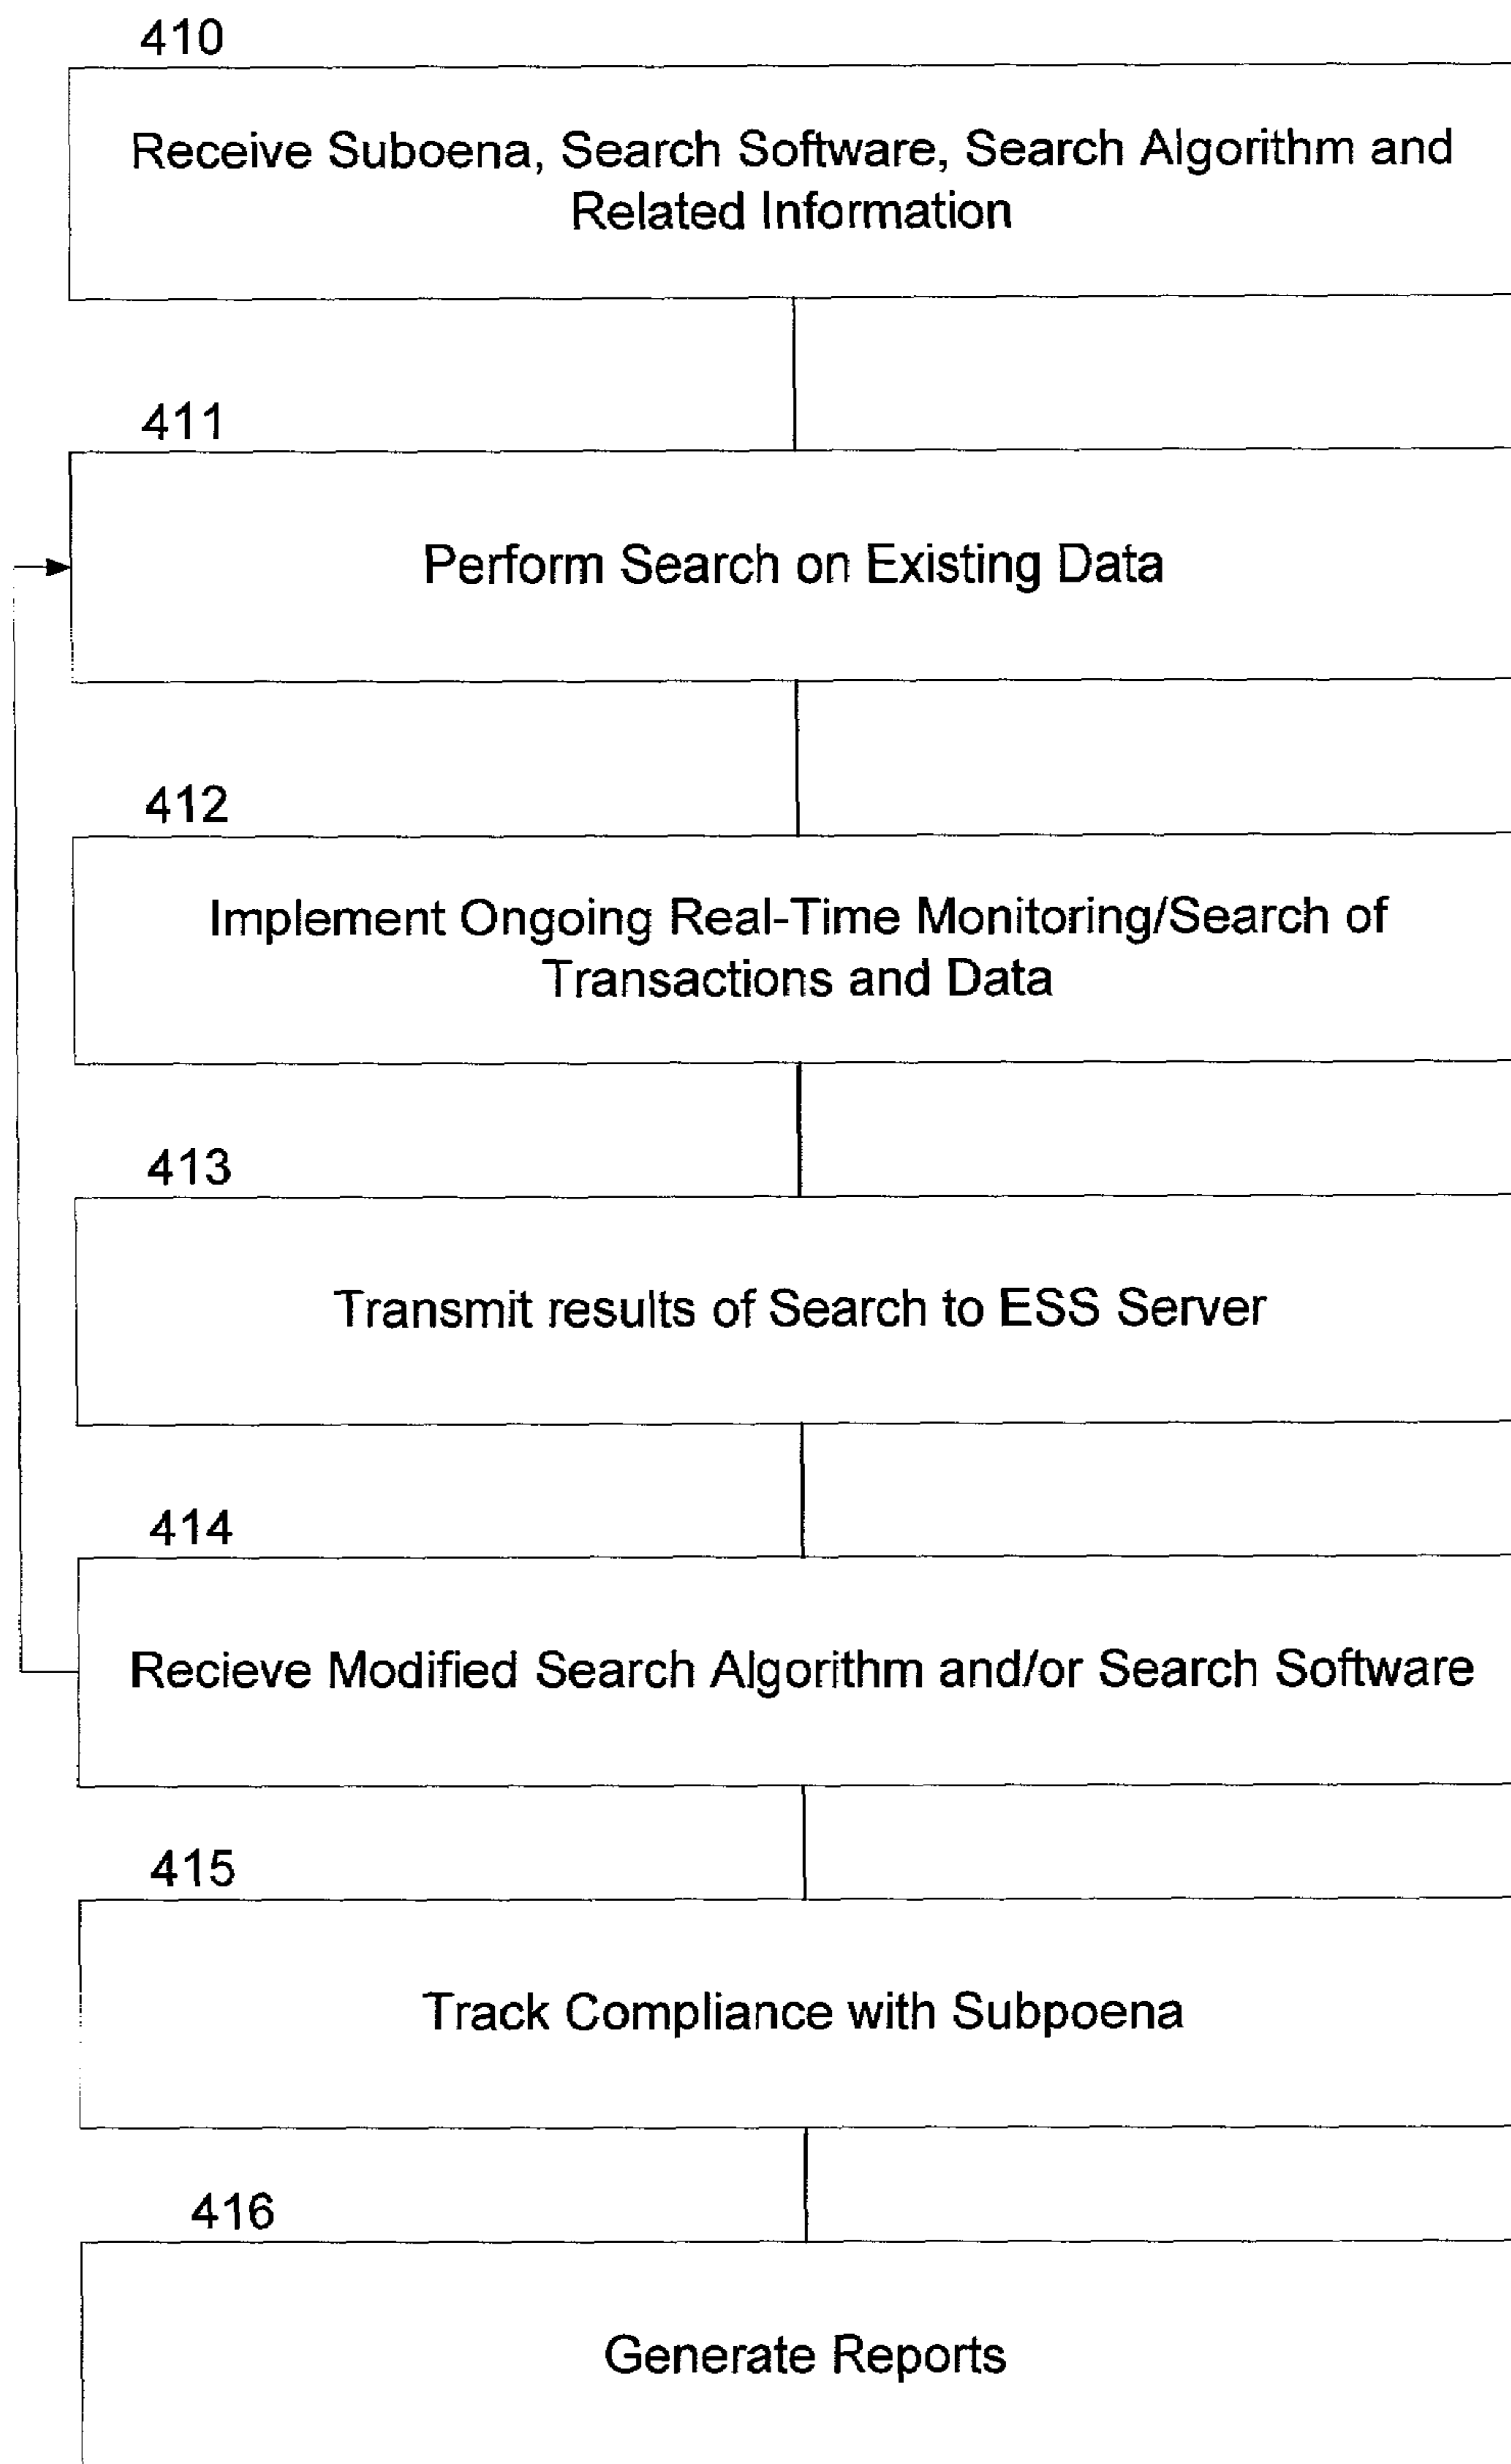 410
Receive Suboena, Search Software, Search Algorithm and
Related Information
411
Perform Search on Existing Data
412
Implement Ongoing Real-Time Monitoring/Search of
Transactions and Data
413
Transmit results of Search to ESS Server
414
Recieve Modified Search Algorithm and/or Search Software
415
Track Compliance with Subpoena
416
Generate Reports